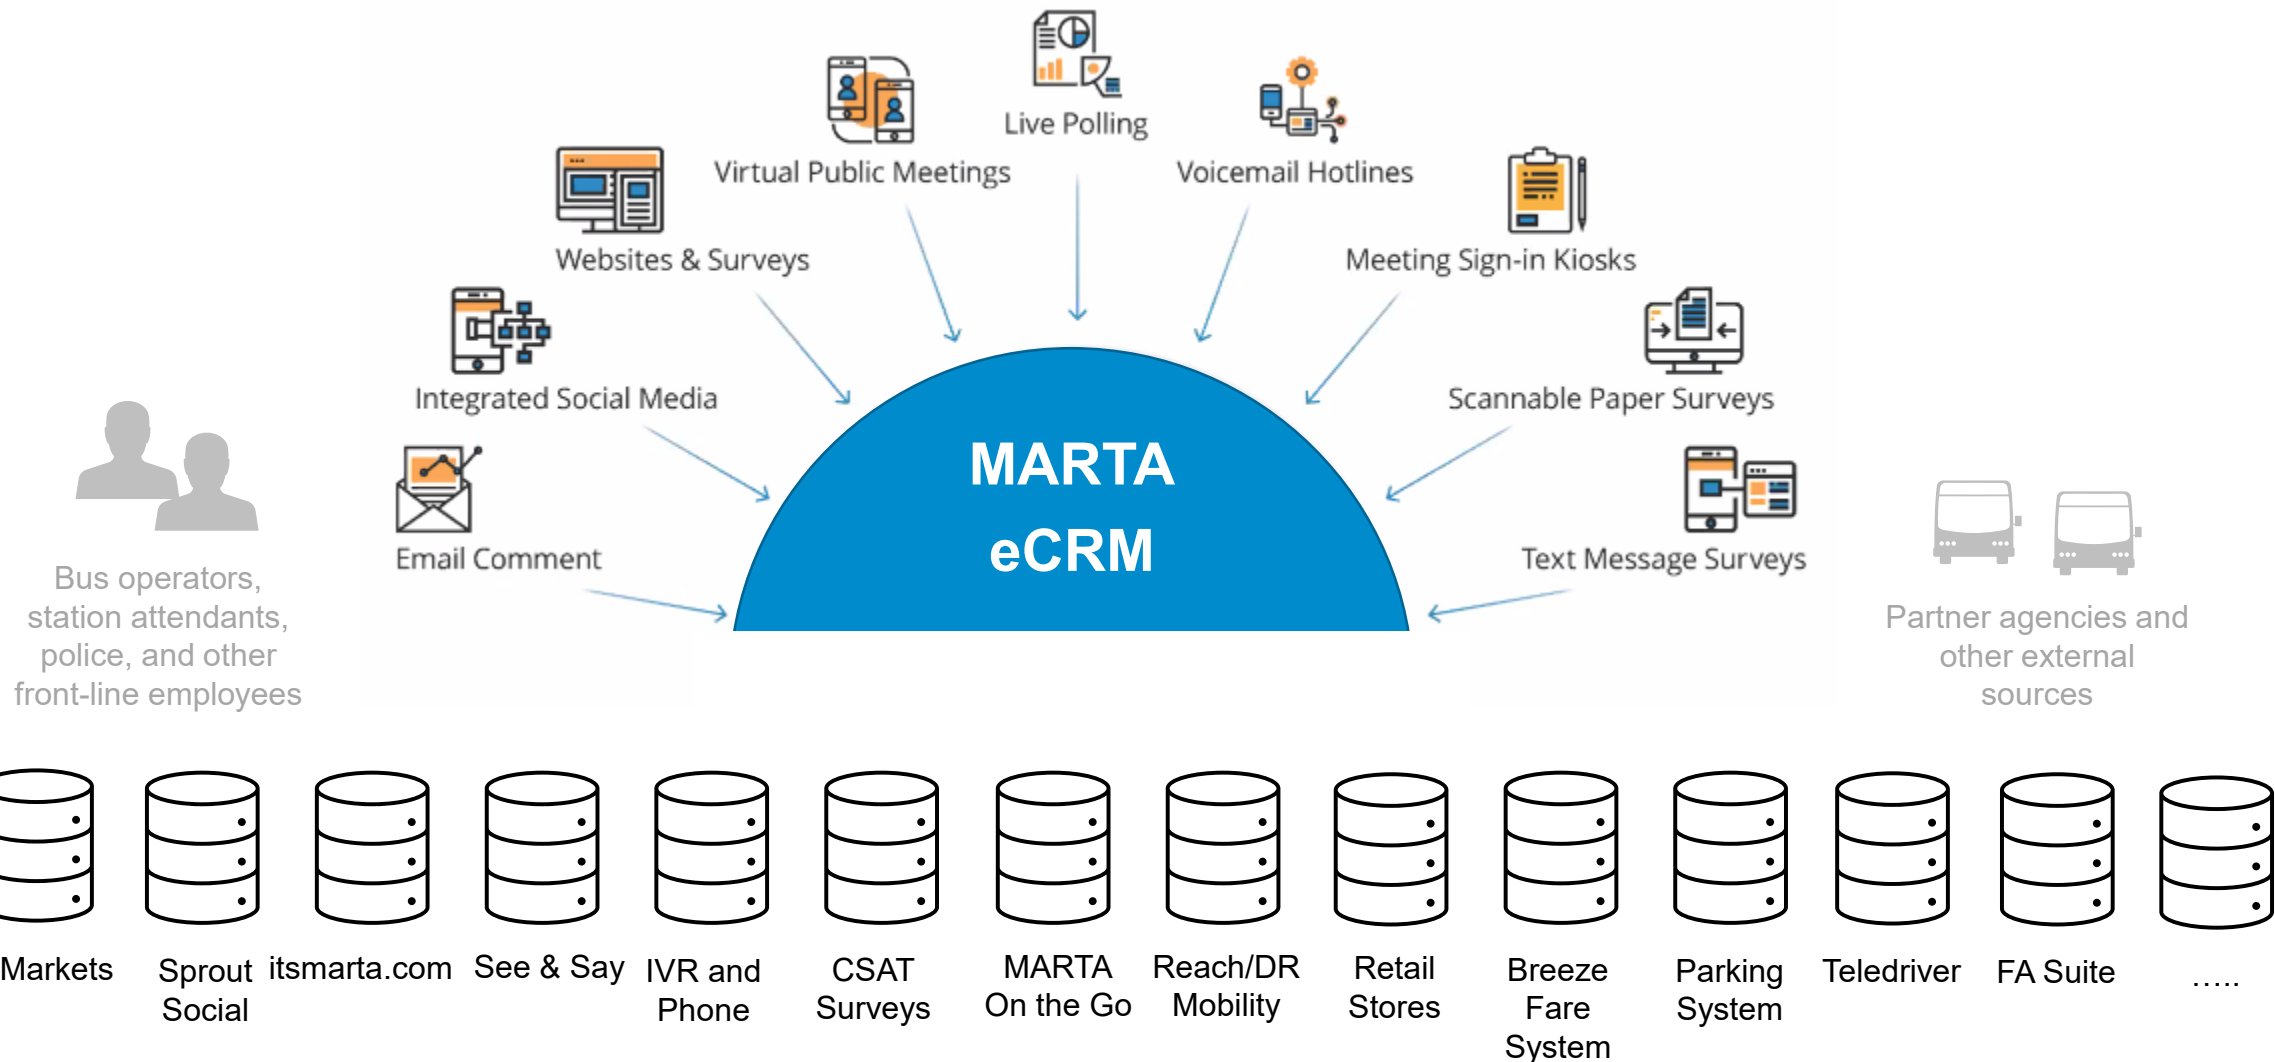 Live Polling
Virtual Public Meetings
Voicemail Hotlines
Websites & Surveys
Meeting Sign-in Kiosks
Integrated Social Media
Scannable Paper Surveys
Email Comment
Text Message Surveys
MARTA
eCRM
Bus operators,
station attendants,
police, and other
front-line employees
Partner agencies and
other external
sources
Markets
Sprout
Social
itsmarta.com
See & Say
IVR and
Phone
CSAT
Surveys
MARTA
On the Go
Reach/DR
Mobility
Retail
Stores
Breeze
Fare
System
Parking
System
Teledriver
FA Suite
.....